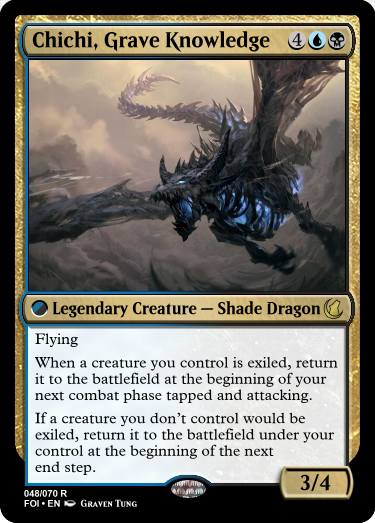 Chichi, Grave Knowledge 4
Legendary Creature — Shade Dragon
Flying
When a creature you control is exiled, return
it to the battlefield at the beginning of your
next combat phase tapped and attacking.
If a creature you don't control would be
exiled, return it to the battlefield under your
control at the beginning of the next
end step.
3/4
048/070 R
FOI • EN Graven Tung